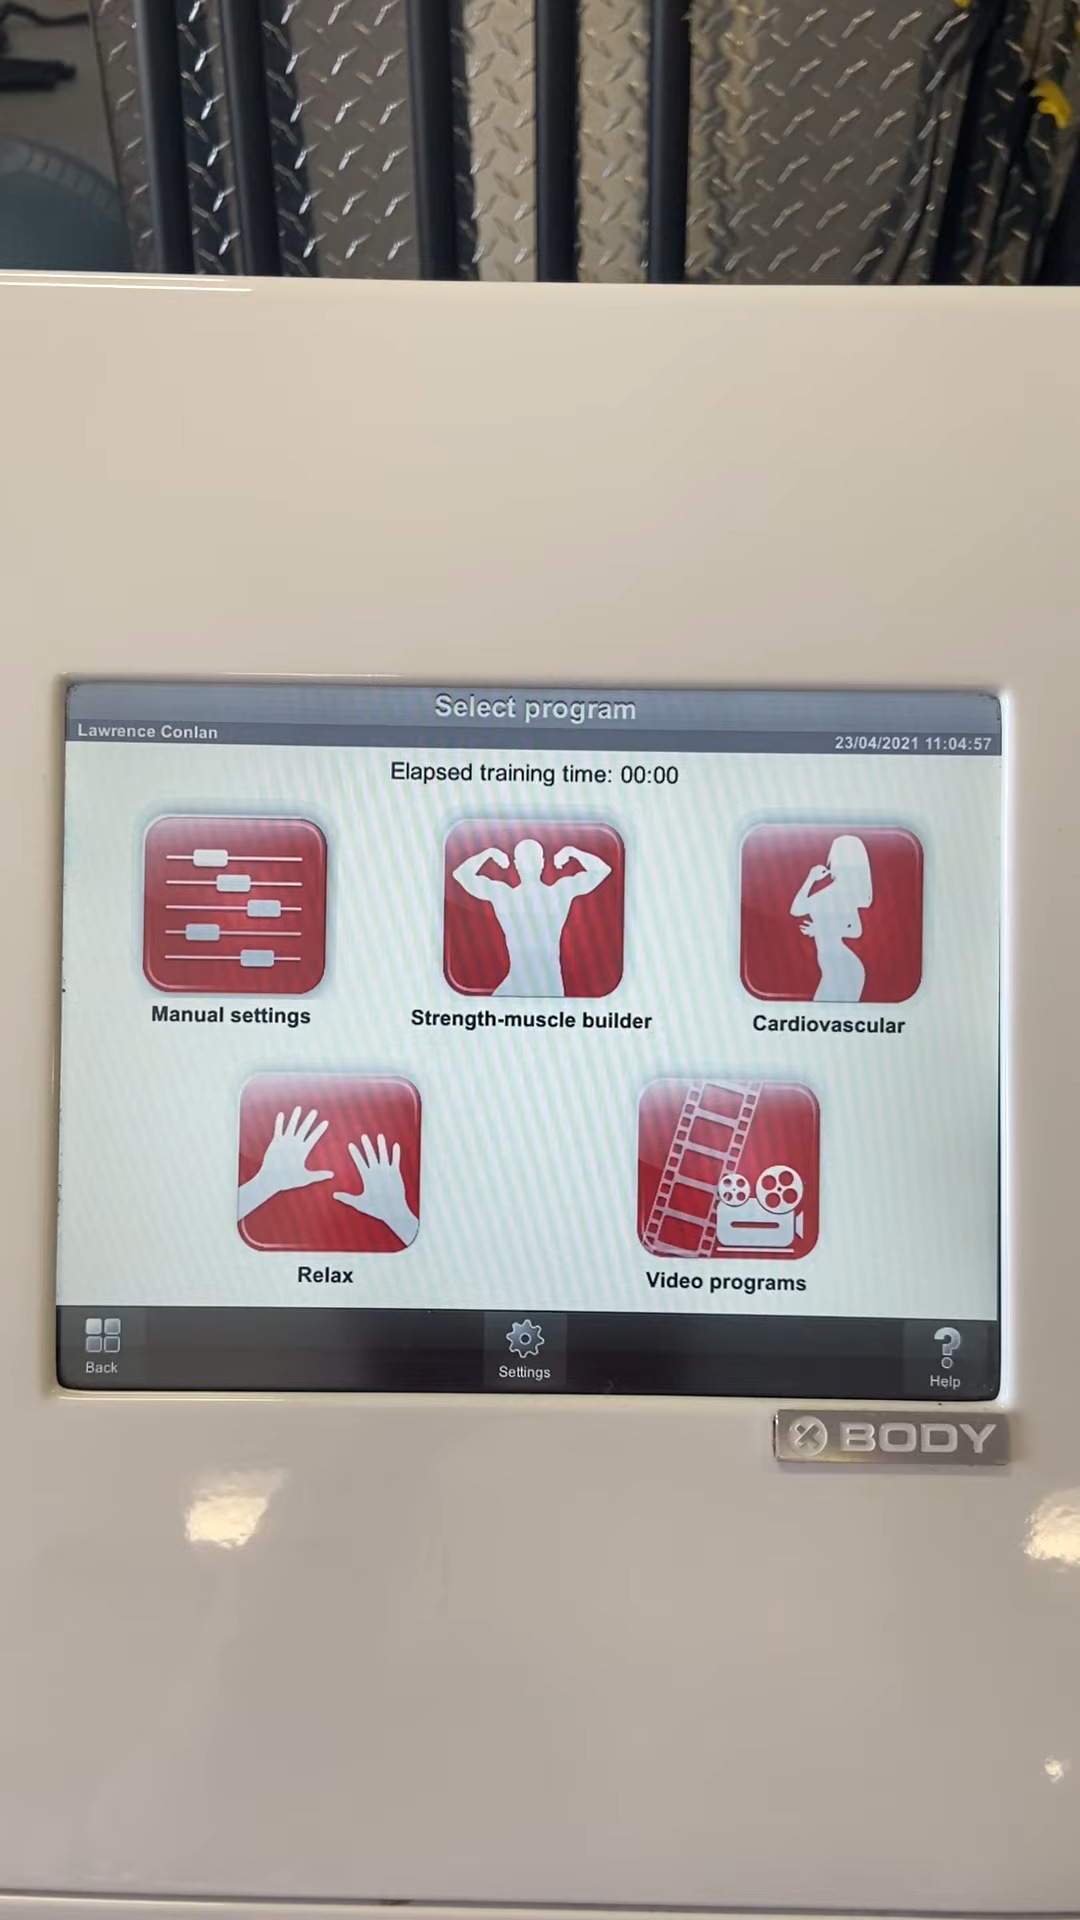 Select program
Lawrence Conlan
23/04/2021 11:04:57
Elapsed training time: 00:00
Manual settings
Strength-muscle builder
Cardiovascular
Relax
Video programs
Back
Settings
Help
X BODY